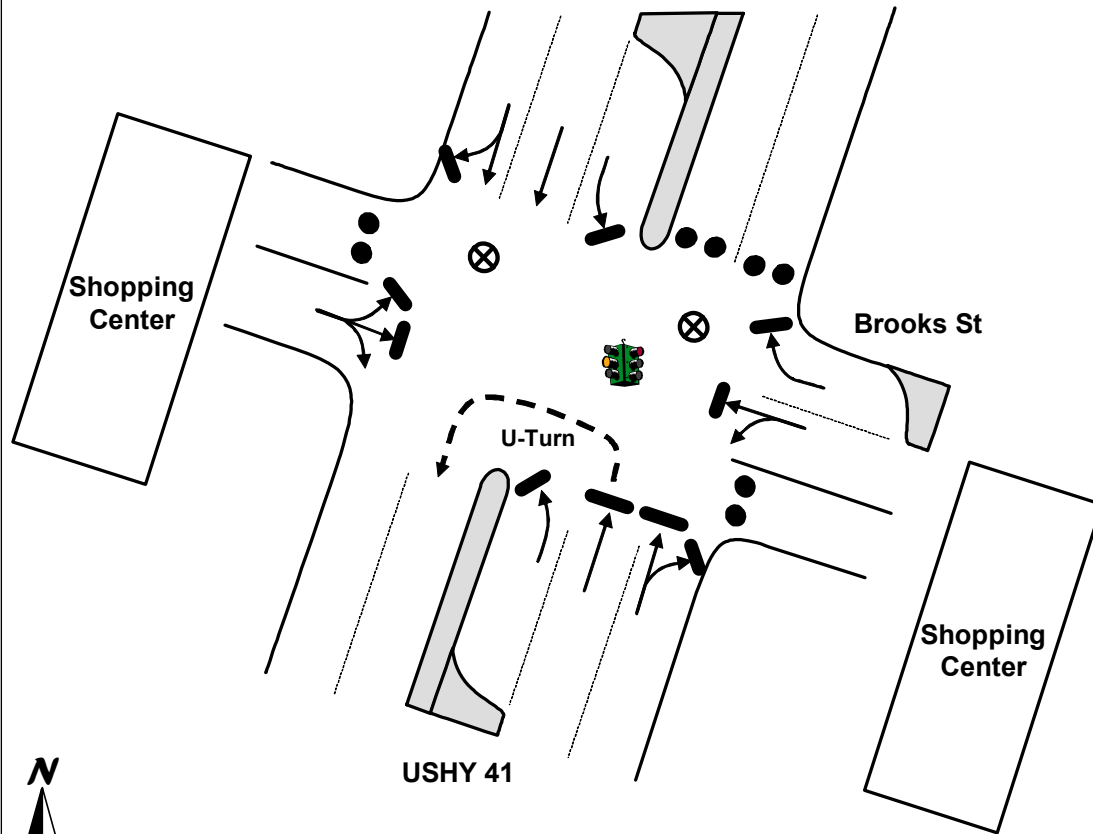 Shopping
Center
Brooks St
U-Turn
Shopping
Center
USHY 41
N